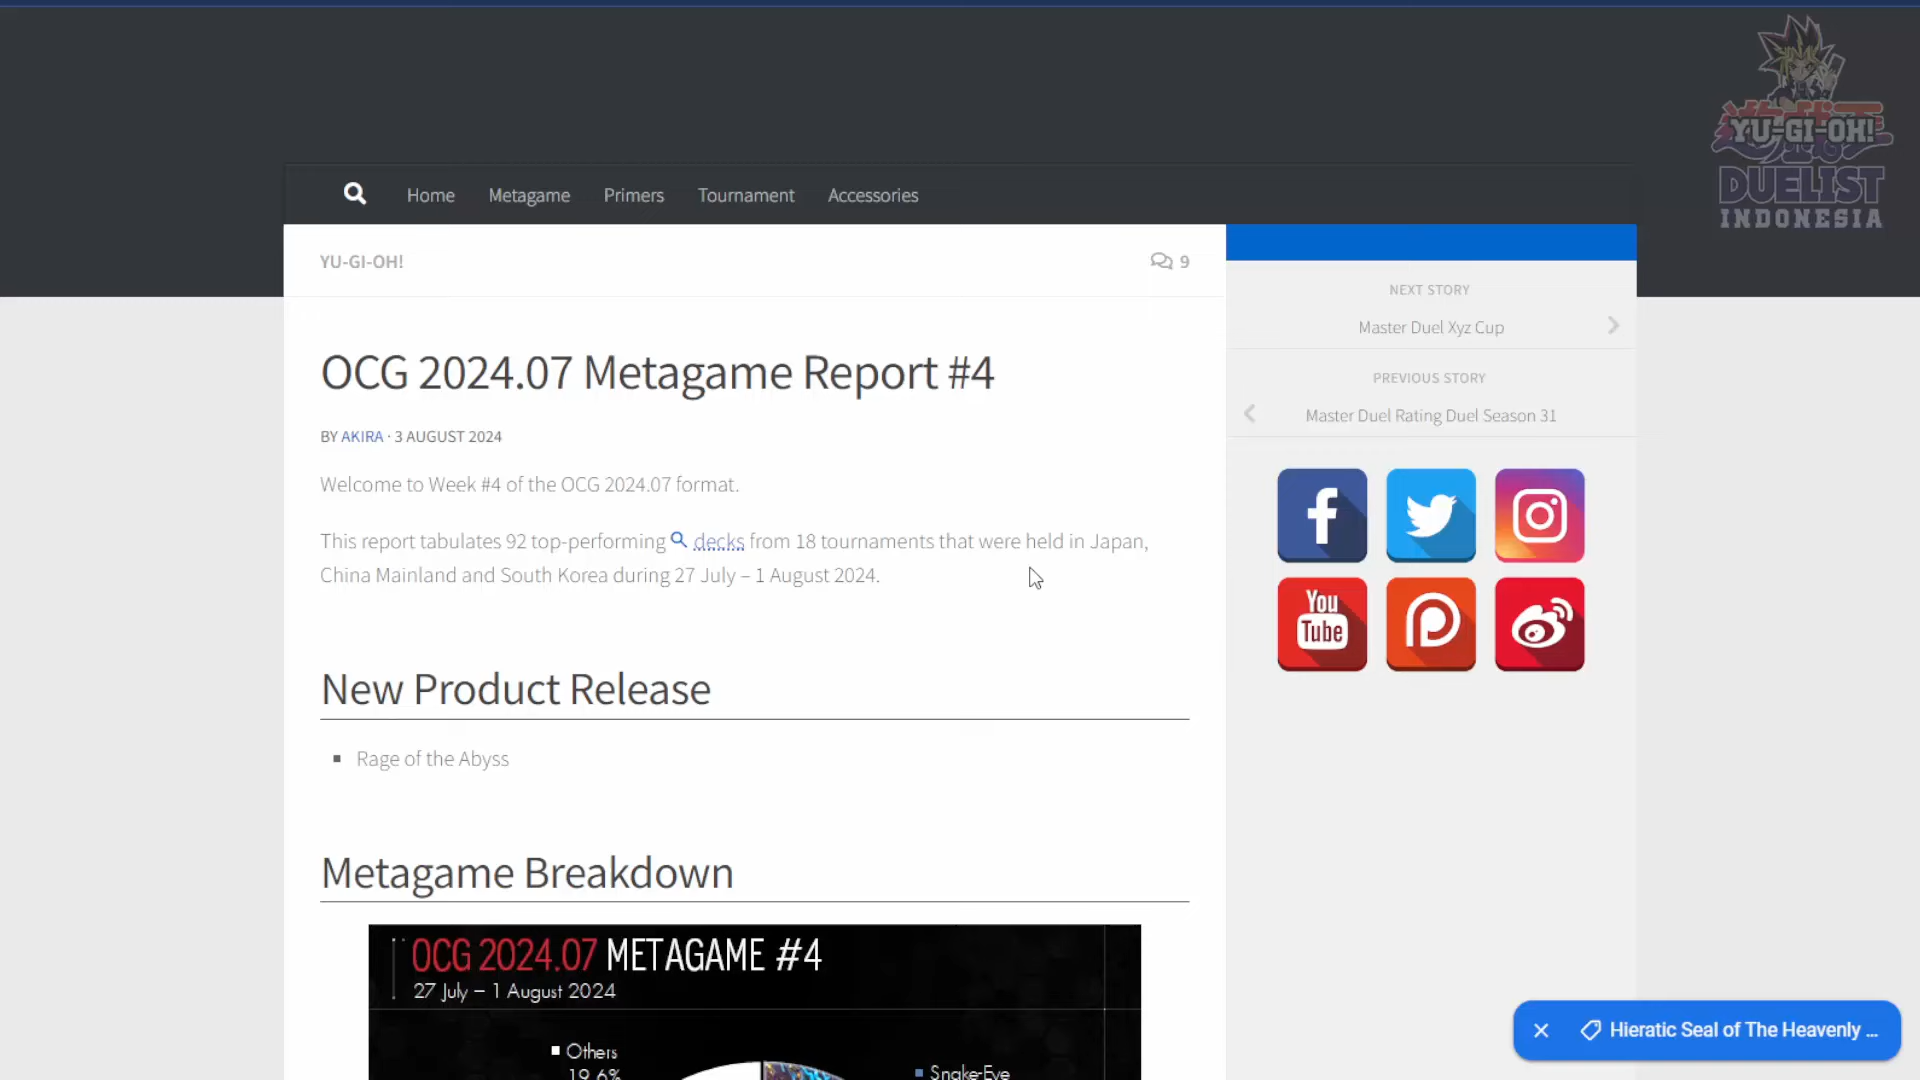 YU-GI-OH!
DUELIST
INDONESIA
Home Metagame Primers Tournament Accessories
YU-GI-OH!
9
OCG 2024.07 Metagame Report #4
BY AKIRA · 3 AUGUST 2024
Welcome to Week #4 of the OCG 2024.07 format.
This report tabulates 92 top-performing decks from 18 tournaments that were held in Japan,
China Mainland and South Korea during 27 July – 1 August 2024.
New Product Release
Rage of the Abyss
Metagame Breakdown
OCG 2024.07 METAGAME #4
27 July – 1 August 2024
Others
19.6%
Snake-Eye
NEXT STORY
Master Duel Xyz Cup
PREVIOUS STORY
Master Duel Rating Duel Season 31
You
Tube
Hieratic Seal of The Heavenly ...